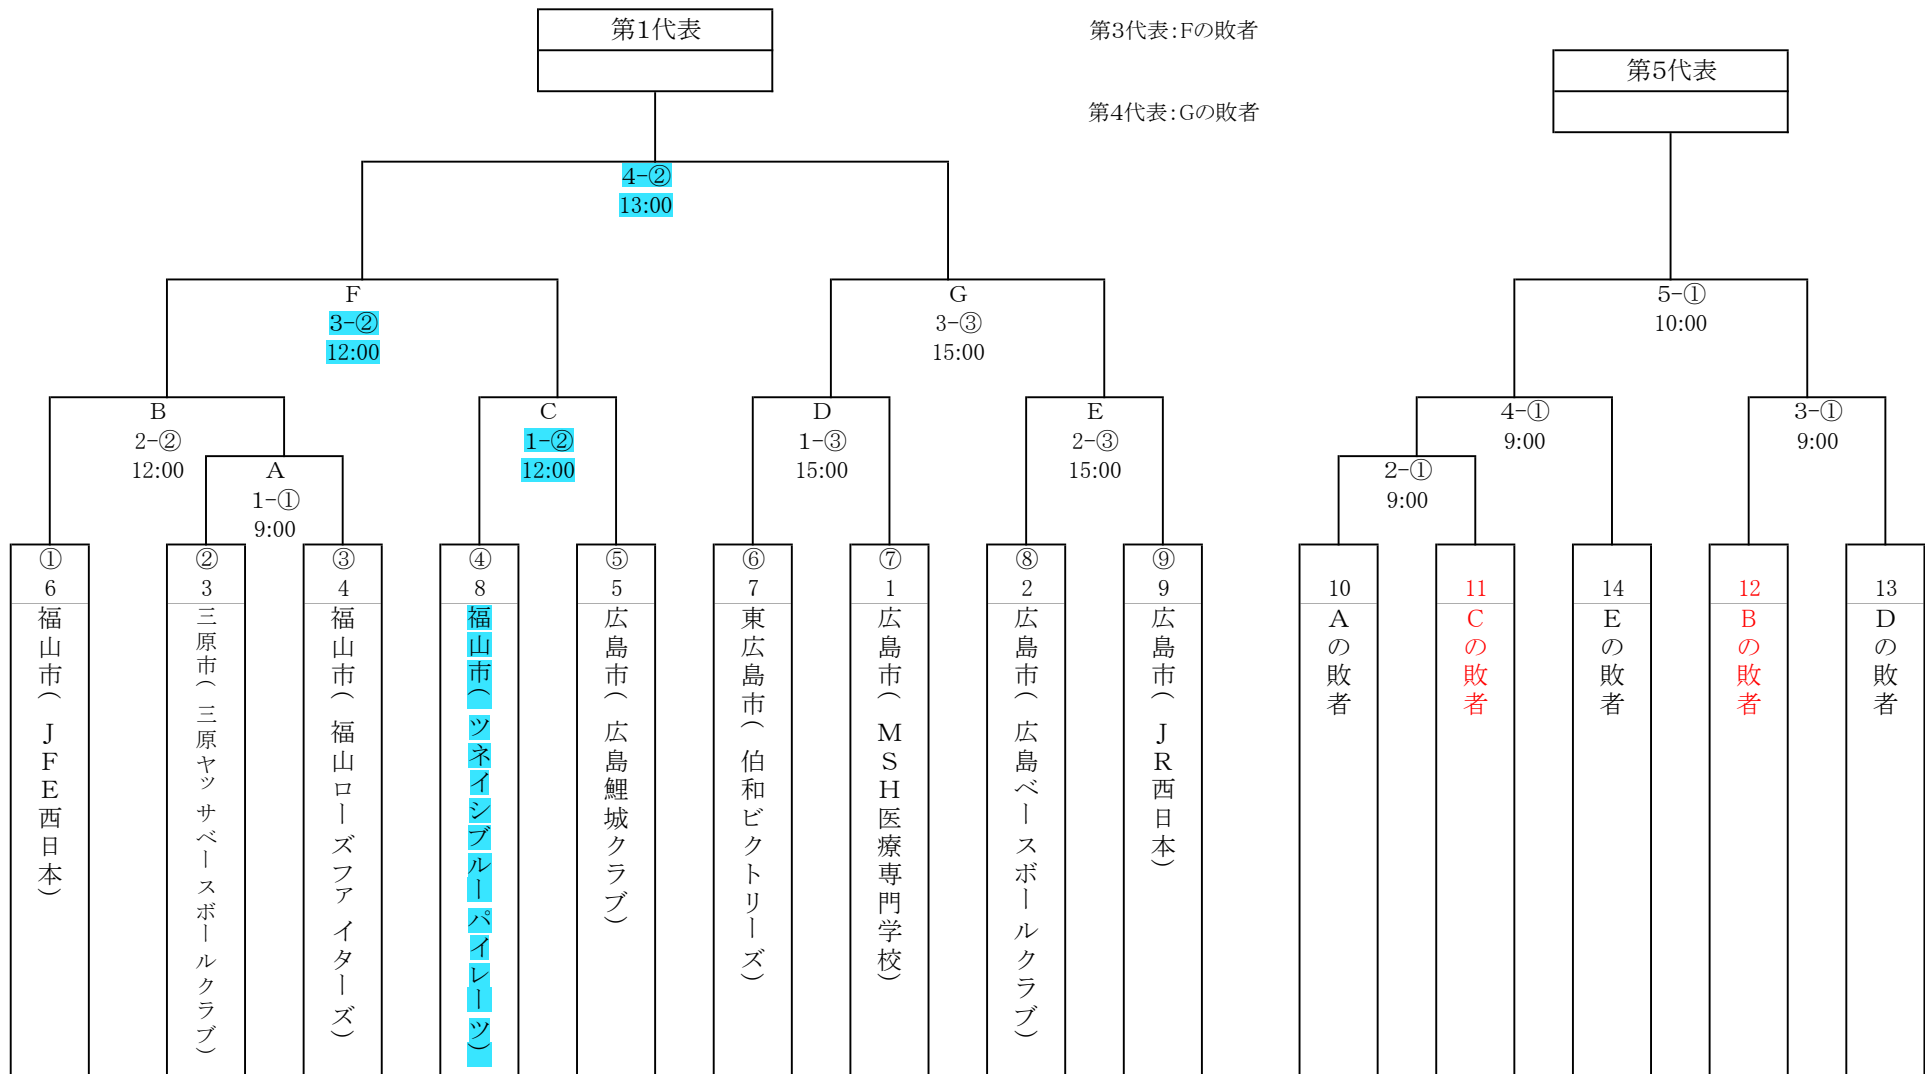 第1代表
第3代表：Fの敗者
第5代表
第4代表：Gの敗者
4-②
13:00
F
3-②
12:00
G
3-③
15:00
5-①
10:00
B
2-②
12:00
A
1-①
9:00
C
1-②
12:00
D
1-③
15:00
E
2-③
15:00
4-①
9:00
2-①
9:00
3-①
9:00
①
6
福山市（JFE西日本）
②
3
三原市（三原ヤッサベースボールクラブ）
③
4
福山市（福山ローズファイターズ）
④
8
福山市（ツネイシブルーパイレーツ）
⑤
5
広島市（広島鯉城クラブ）
⑥
7
東広島市（伯和ビクトリーズ）
⑦
1
広島市（MSH医療専門学校）
⑧
2
広島市（広島ベースボールクラブ）
⑨
9
広島市（JR西日本）
10
Aの敗者
11
Cの敗者
14
Eの敗者
12
Bの敗者
13
Dの敗者